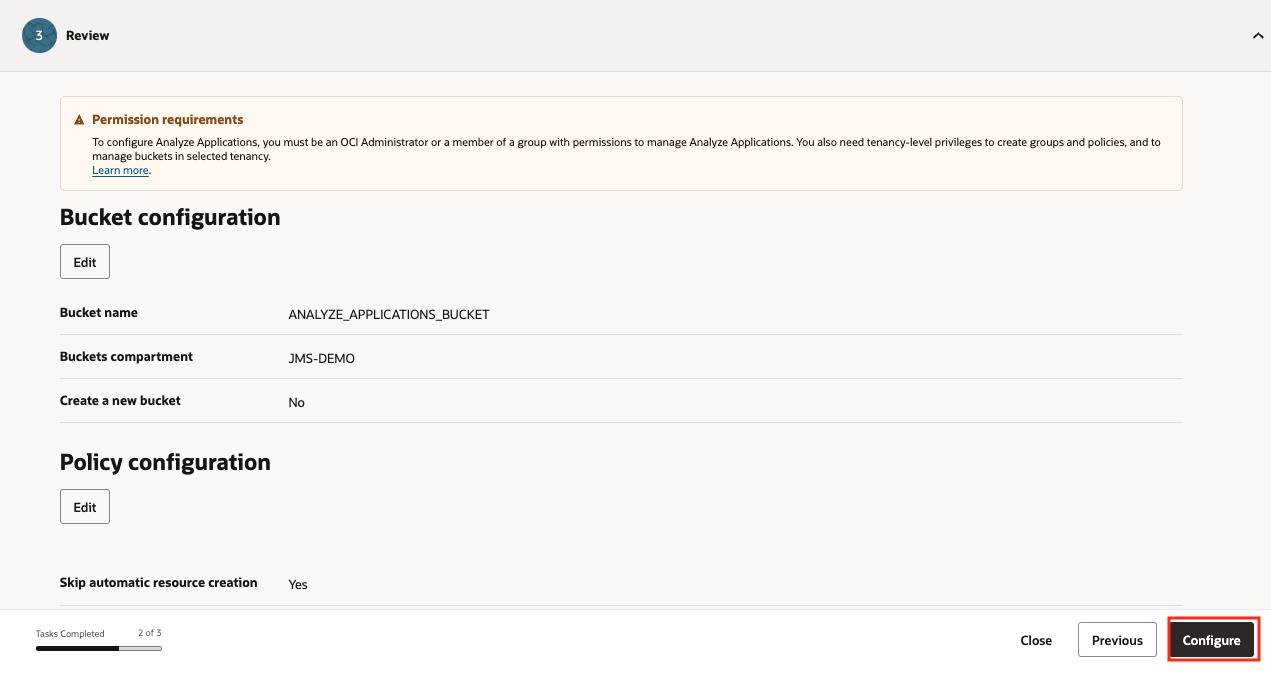 3 Review
Permission requirements
To configure Analyze Applications, you must be an OCI Administrator or a member of a group with permissions to manage Analyze Applications. You also need tenancy-level privileges to create groups and policies, and to
manage buckets in selected tenancy.
Learn more.
Bucket configuration
Edit
Bucket name ANALYZE_APPLICATIONS_BUCKET
Buckets compartment JMS-DEMO
Create a new bucket No
Policy configuration
Edit
Skip automatic resource creation Yes
Tasks Completed 2 of 3
Close Previous Configure